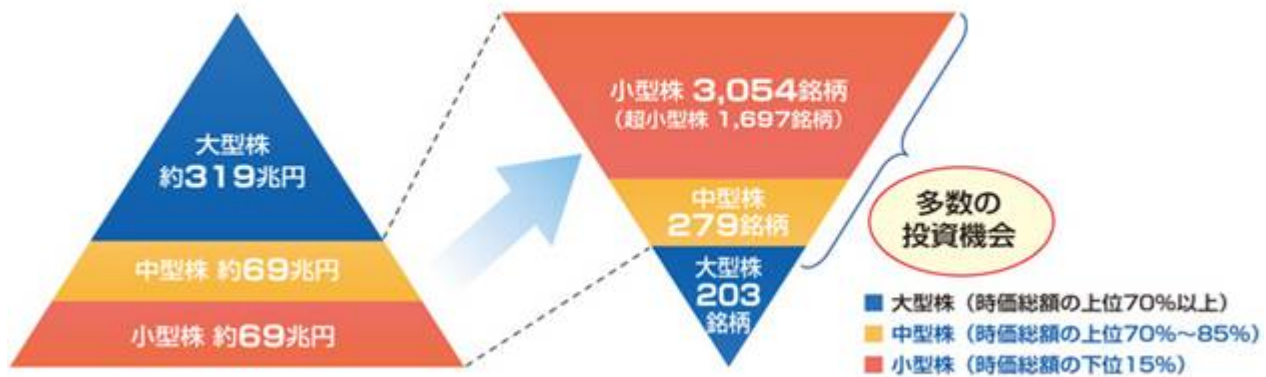 大型株
約319兆円
中型株 約69兆円
小型株 約69兆円
小型株 3,054銘柄
（超小型株 1,697銘柄）
中型株
279銘柄
大型株
203
銘柄
多数の
投資機会
大型株（時価総額の上位70%以上）
中型株（時価総額の上位70%～85%）
小型株（時価総額の下位15%）